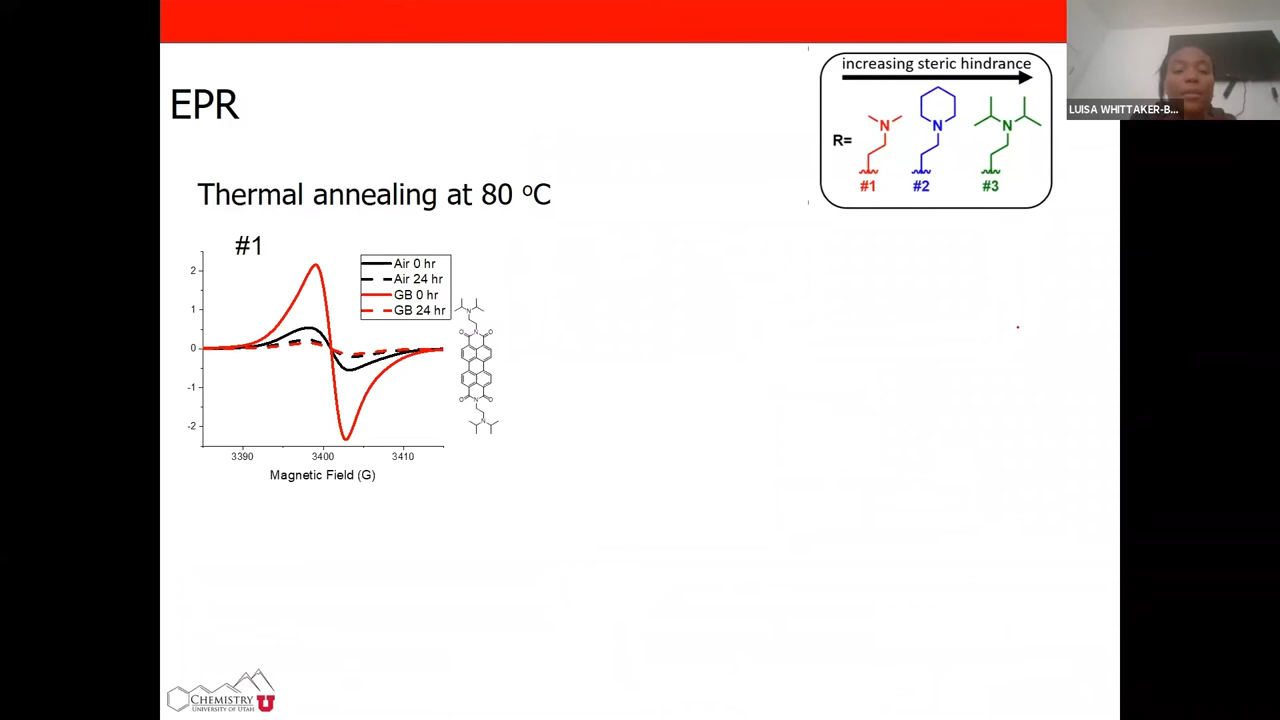 increasing steric hindrance
EPR
LUISA WHITTAKER-B...
N
N
N
R=
#1
#2
#3
Thermal annealing at 80 °C
#1
Air 0 hr
Air 24 hr
GB 0 hr
GB 24 hr
2
1
0
-1
-2
N
N
O
O
O
O
N
N
3390
3400
3410
Magnetic Field (G)
CHEMISTRY U
UNIVERSITY OF UTAH